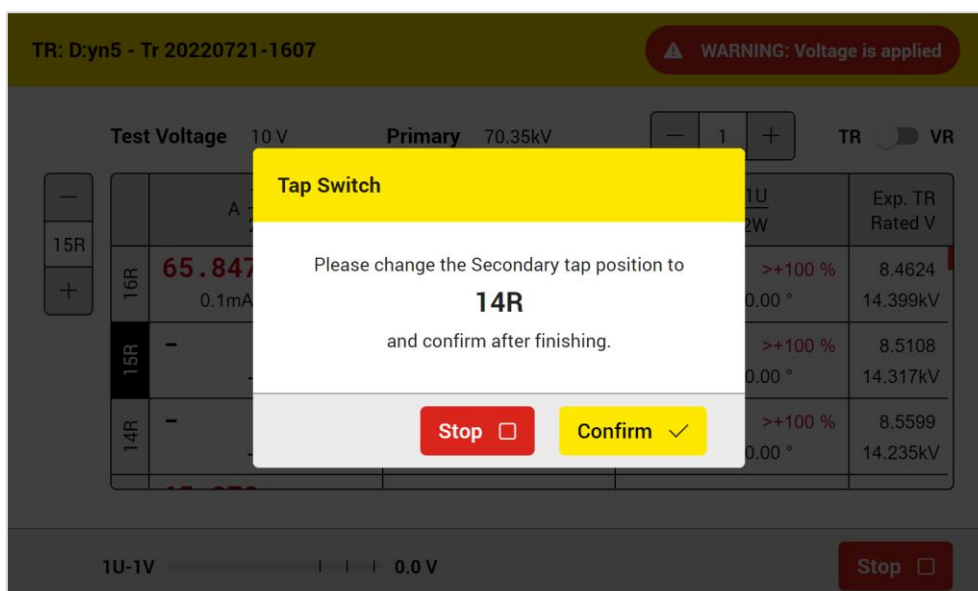 TR: D:yn5 - Tr 20220721-1607
WARNING: Voltage is applied
Test Voltage 10 V Primary 70.35kV — 1 + TR VR
— 15R +
A
1U
2W
Exp. TR
Rated V
16R 65.847 >+100 % 8.4624
0.1mA 0.00 ° 14.399kV
15R – >+100 % 8.5108
0.00 ° 14.317kV
14R – >+100 % 8.5599
0.00 ° 14.235kV
Tap Switch
Please change the Secondary tap position to
14R
and confirm after finishing.
Stop Confirm
1U-1V 0.0 V Stop